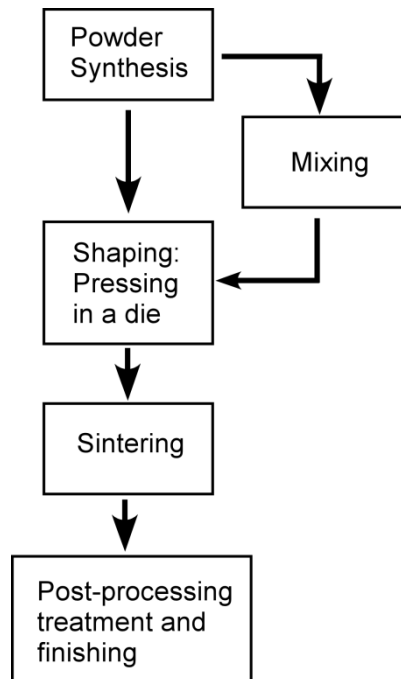 Powder
Synthesis
Mixing
Shaping:
Pressing
in a die
Sintering
Post-processing
treatment and
finishing